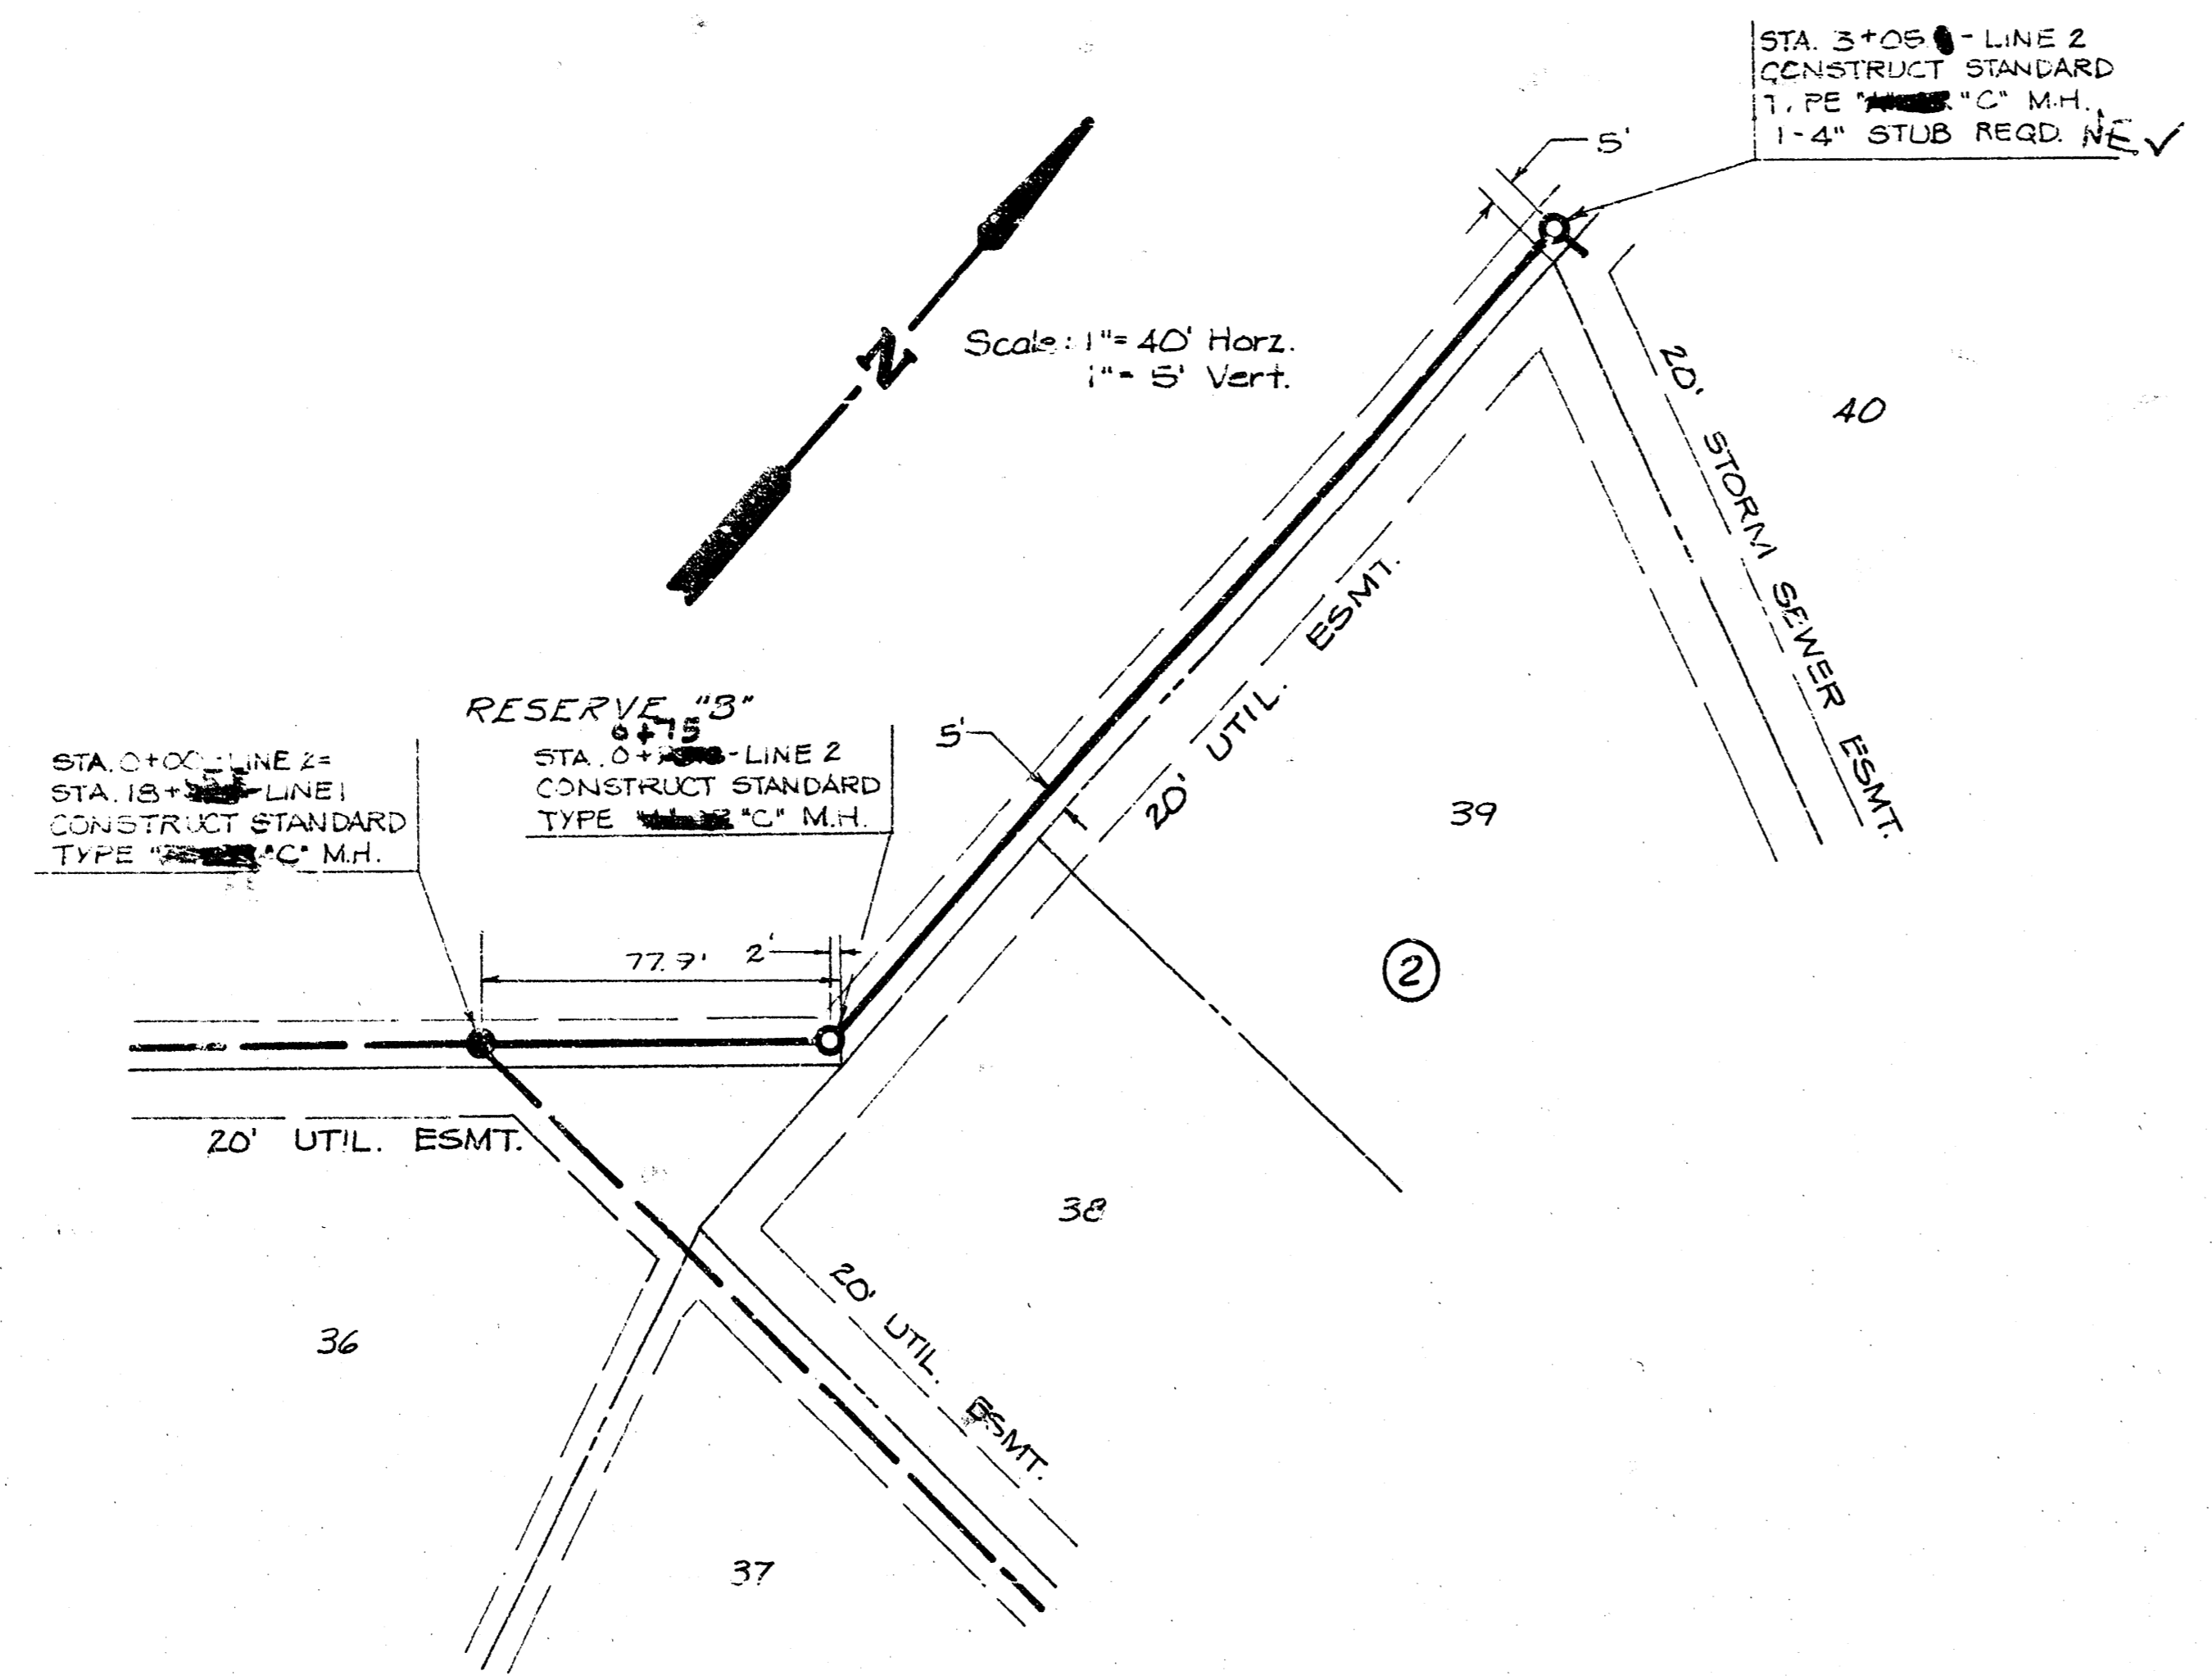 STA. 3+05 - LINE 2
CONSTRUCT STANDARD
TYPE "C" M.H.
1-4" STUB REQD. NE ✓
5'
N
Scale: 1"= 40' Horz.
1"= 5' Vert.
20' STORM SEWER ESMT.
40
RESERVE "B"
0+75
STA. 0+ -LINE 2
CONSTRUCT STANDARD
TYPE "C" M.H.
STA. 0+00 -LINE 2=
STA. 18+ -LINE 1
CONSTRUCT STANDARD
TYPE "C" M.H.
5'
20' UTIL. ESMT.
39
77.9'
2'
2
20' UTIL. ESMT.
38
20' UTIL. ESMT.
36
37